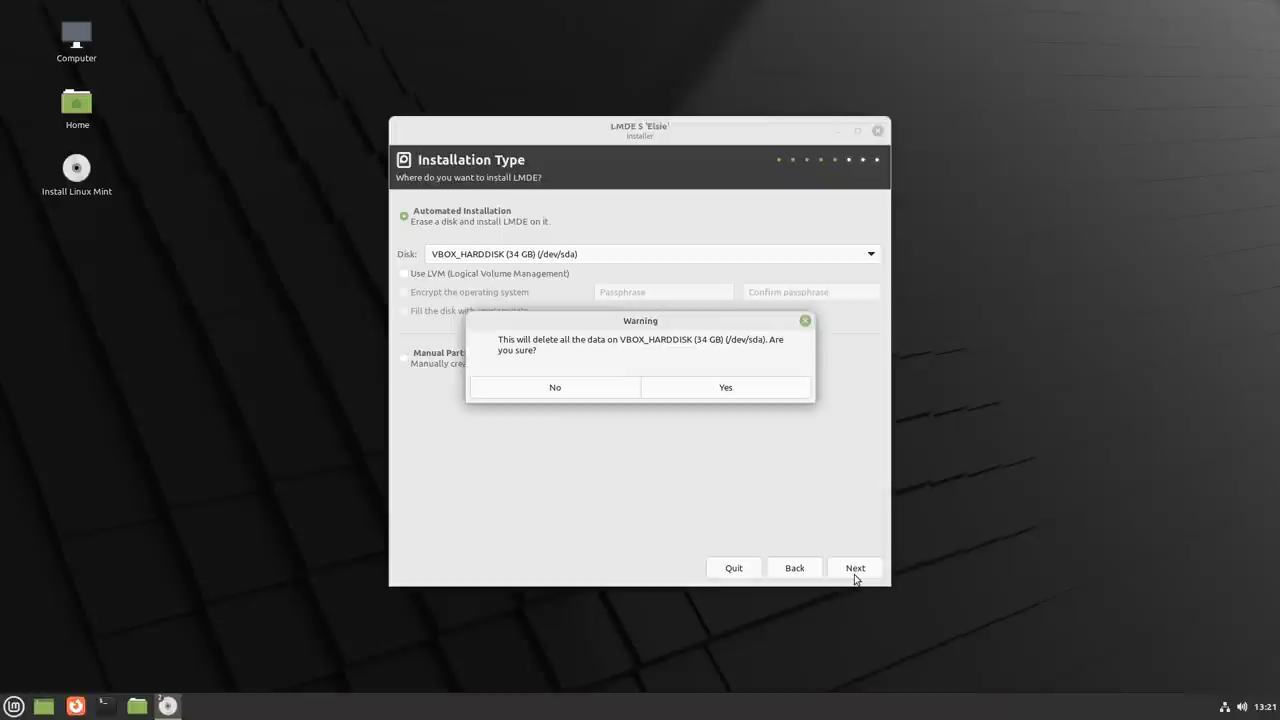 Computer
Home
Install Linux Mint
LMDE 5 'Elsie'
Installer
Installation Type
Where do you want to install LMDE?
Automated Installation
Erase a disk and install LMDE on it.
Disk: VBOX_HARDDISK (34 GB) (/dev/sda)
Use LVM (Logical Volume Management)
Encrypt the operating system Passphrase Confirm passphrase
Fill the disk with
Warning
This will delete all the data on VBOX_HARDDISK (34 GB) (/dev/sda). Are
you sure?
Manual Part
Manually cre
No Yes
Quit Back Next
13:21